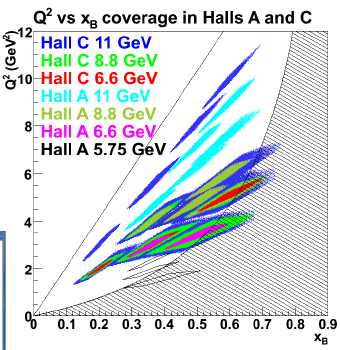 Q² vs x_B coverage in Halls A and C
Q² (GeV²)
12
10
8
6
4
2
0
Hall C 11 GeV
Hall C 8.8 GeV
Hall C 6.6 GeV
Hall A 11 GeV
Hall A 8.8 GeV
Hall A 6.6 GeV
Hall A 5.75 GeV
0 0.1 0.2 0.3 0.4 0.5 0.6 0.7 0.8 0.9
x_B